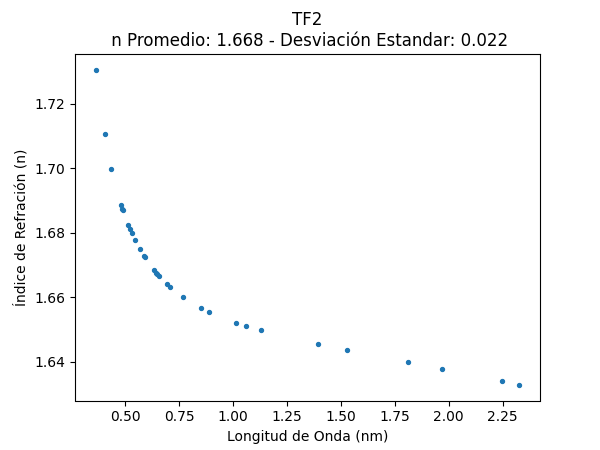 TF2
n Promedio: 1.668 - Desviación Estandar: 0.022
Índice de Refración (n)
1.72
1.70
1.68
1.66
1.64
0.50 0.75 1.00 1.25 1.50 1.75 2.00 2.25
Longitud de Onda (nm)